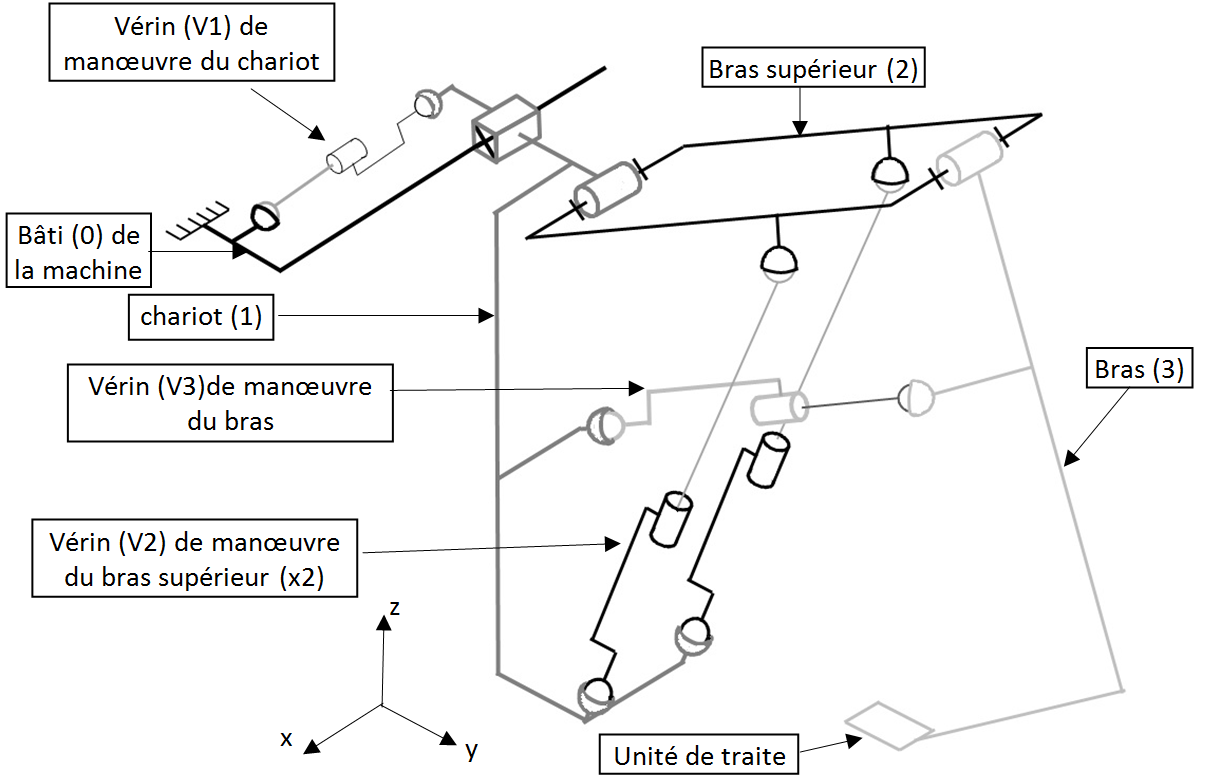 Vérin (V1) de
manœuvre du chariot
Bras supérieur (2)
Bâti (0) de
la machine
chariot (1)
Vérin (V3)de manœuvre
du bras
Bras (3)
Vérin (V2) de manœuvre
du bras supérieur (x2)
z
x
y
Unité de traite